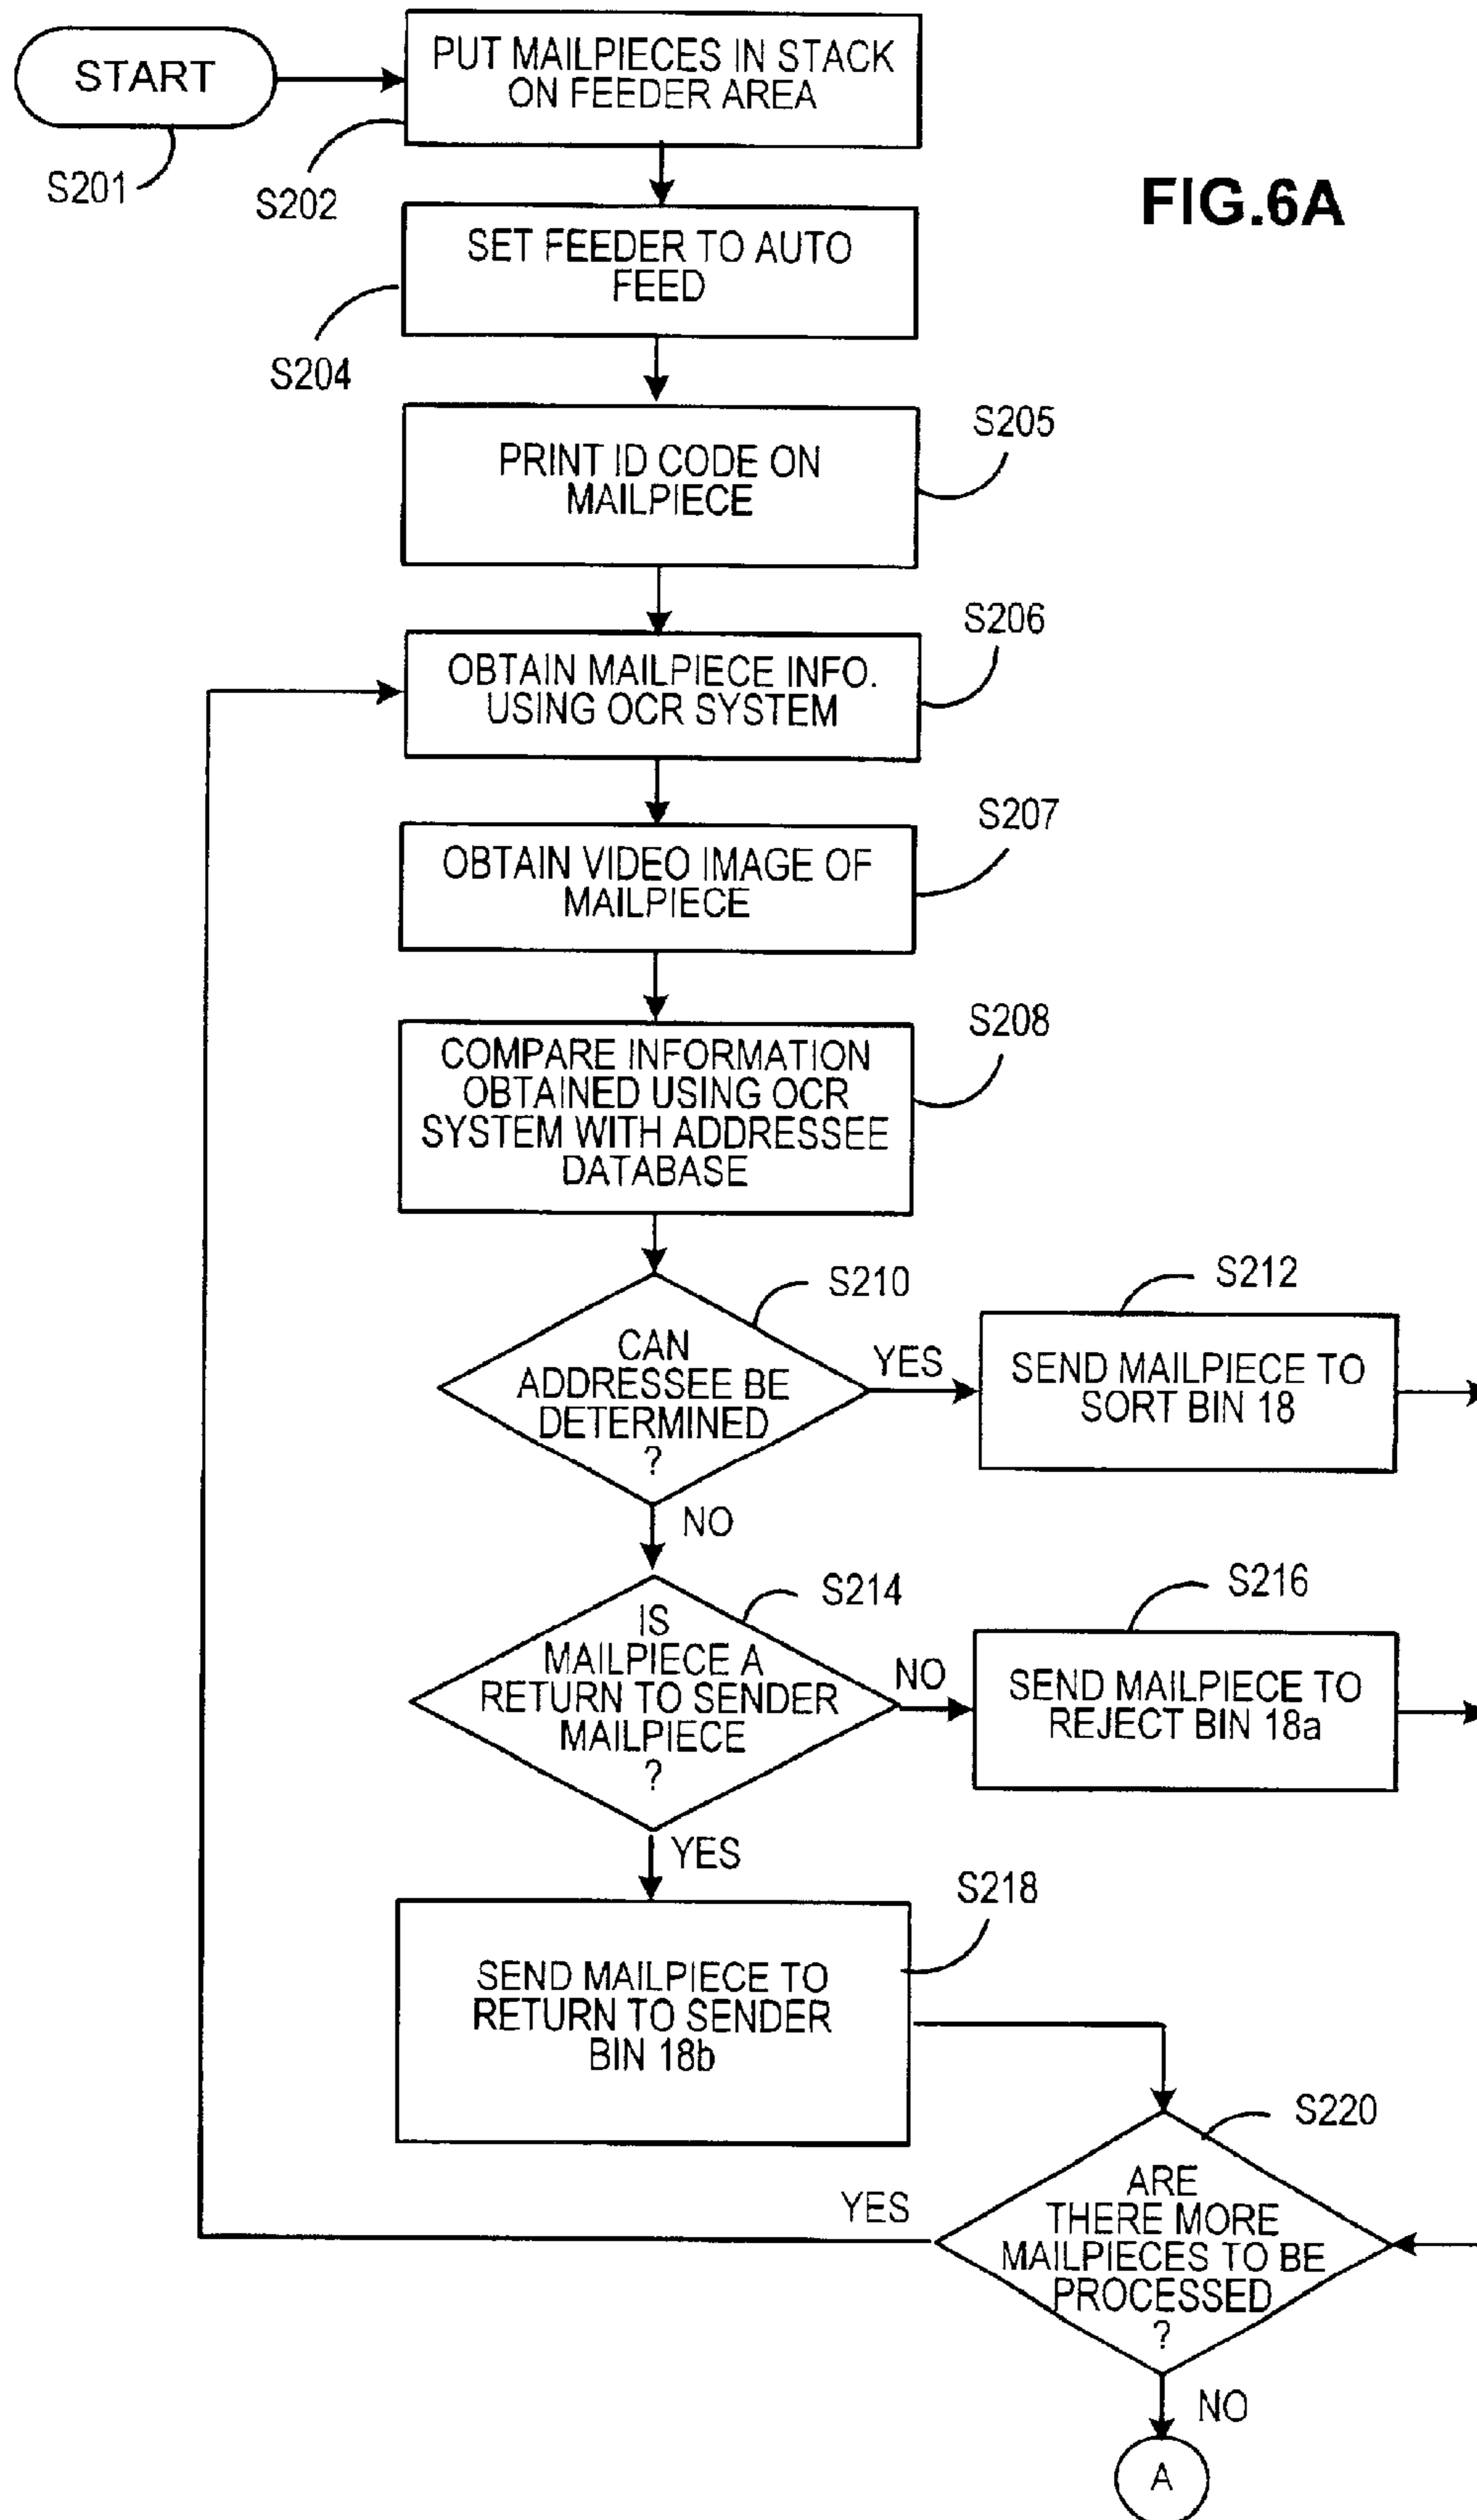 START
PUT MAILPIECES IN STACK
ON FEEDER AREA
S201
S202
FIG.6A
SET FEEDER TO AUTO
FEED
S204
S205
PRINT ID CODE ON
MAILPIECE
S206
OBTAIN MAILPIECE INFO.
USING OCR SYSTEM
S207
OBTAIN VIDEO IMAGE OF
MAILPIECE
S208
COMPARE INFORMATION
OBTAINED USING OCR
SYSTEM WITH ADDRESSEE
DATABASE
S210
CAN
ADDRESSEE BE
DETERMINED
?
YES
S212
SEND MAILPIECE TO
SORT BIN 18
NO
S214
IS
MAILPIECE A
RETURN TO SENDER
MAILPIECE
?
NO
S216
SEND MAILPIECE TO
REJECT BIN 18a
YES
S218
SEND MAILPIECE TO
RETURN TO SENDER
BIN 18b
S220
ARE
THERE MORE
MAILPIECES TO BE
PROCESSED
?
YES
NO
A